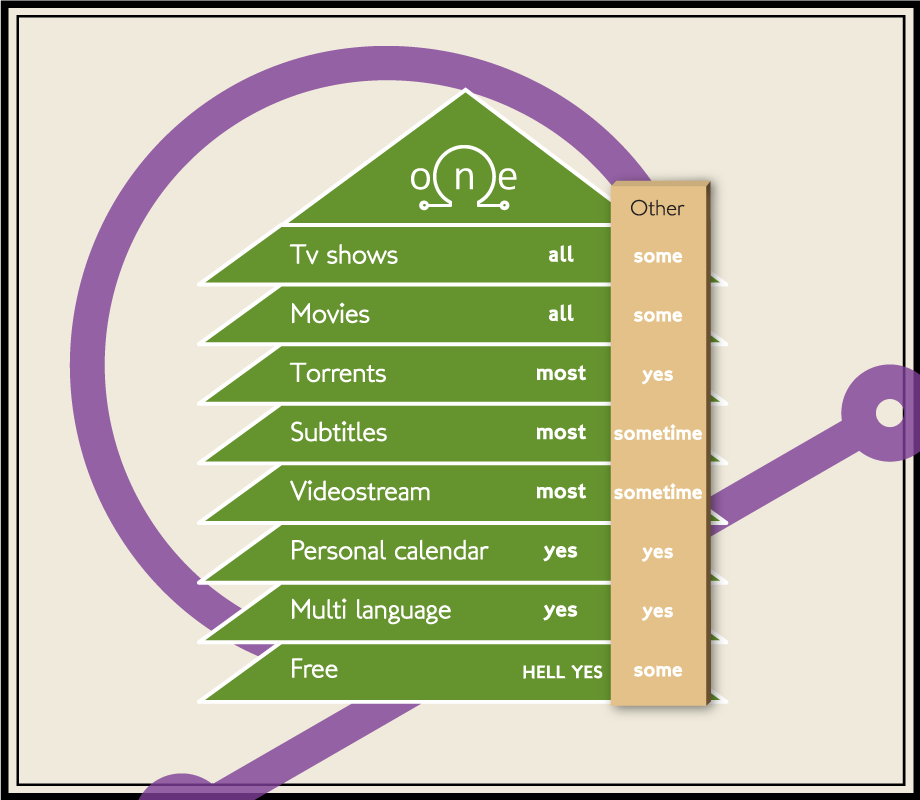 one
Other
Tv shows all some
Movies all some
Torrents most yes
Subtitles most sometime
Videostream most sometime
Personal calendar yes yes
Multi language yes yes
Free HELL YES some